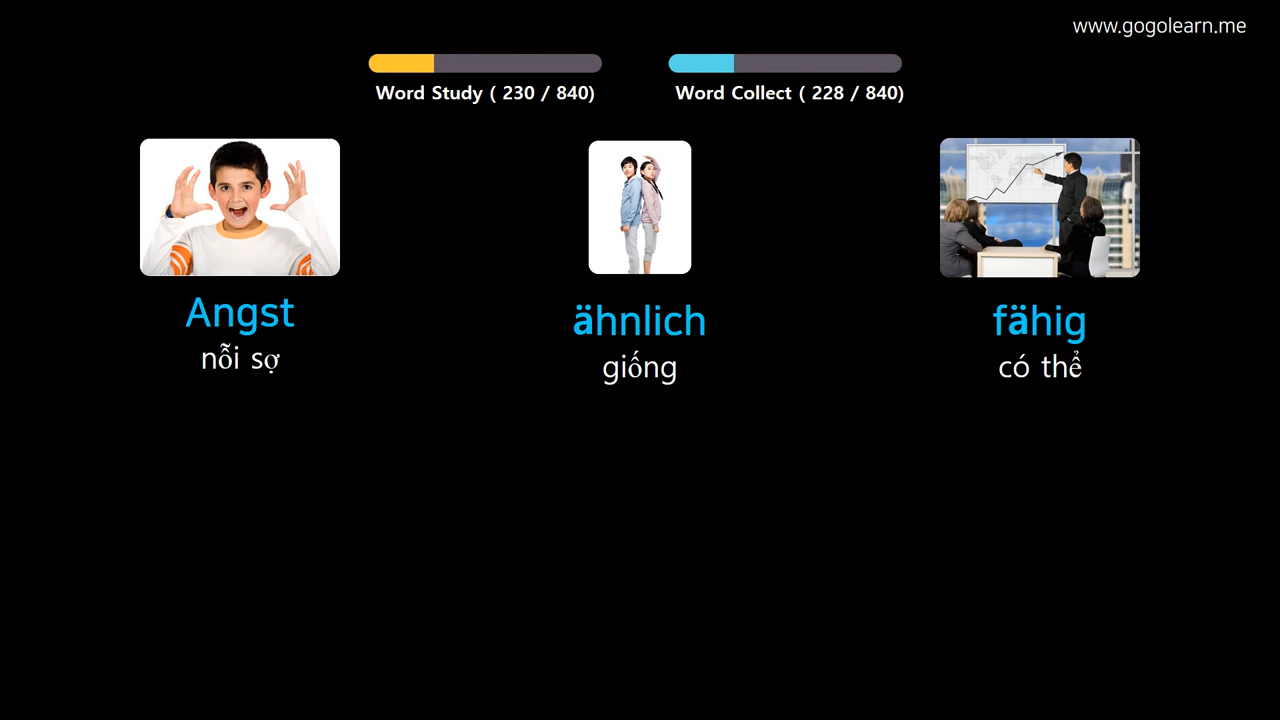 www.gogolearn.me
Word Study ( 230 / 840)
Word Collect ( 228 / 840)
Angst
nỗi sợ
ähnlich
giống
fähig
có thể